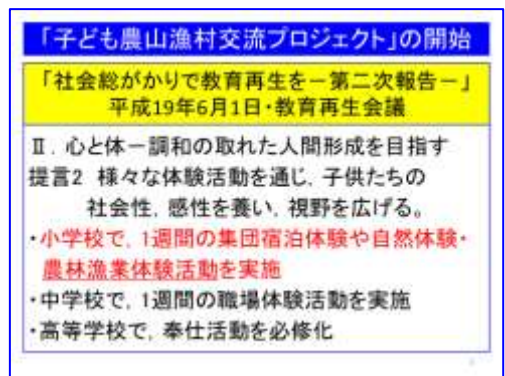 「子ども農山漁村交流プロジェクト」の開始
「社会総がかりで教育再生を－第二次報告－」
平成19年6月1日・教育再生会議
Ⅱ．心と体－調和の取れた人間形成を目指す
提言2 様々な体験活動を通じ，子供たちの
社会性，感性を養い，視野を広げる。
・小学校で，1週間の集団宿泊体験や自然体験・
農林漁業体験活動を実施
・中学校で，1週間の職場体験活動を実施
・高等学校で，奉仕活動を必修化